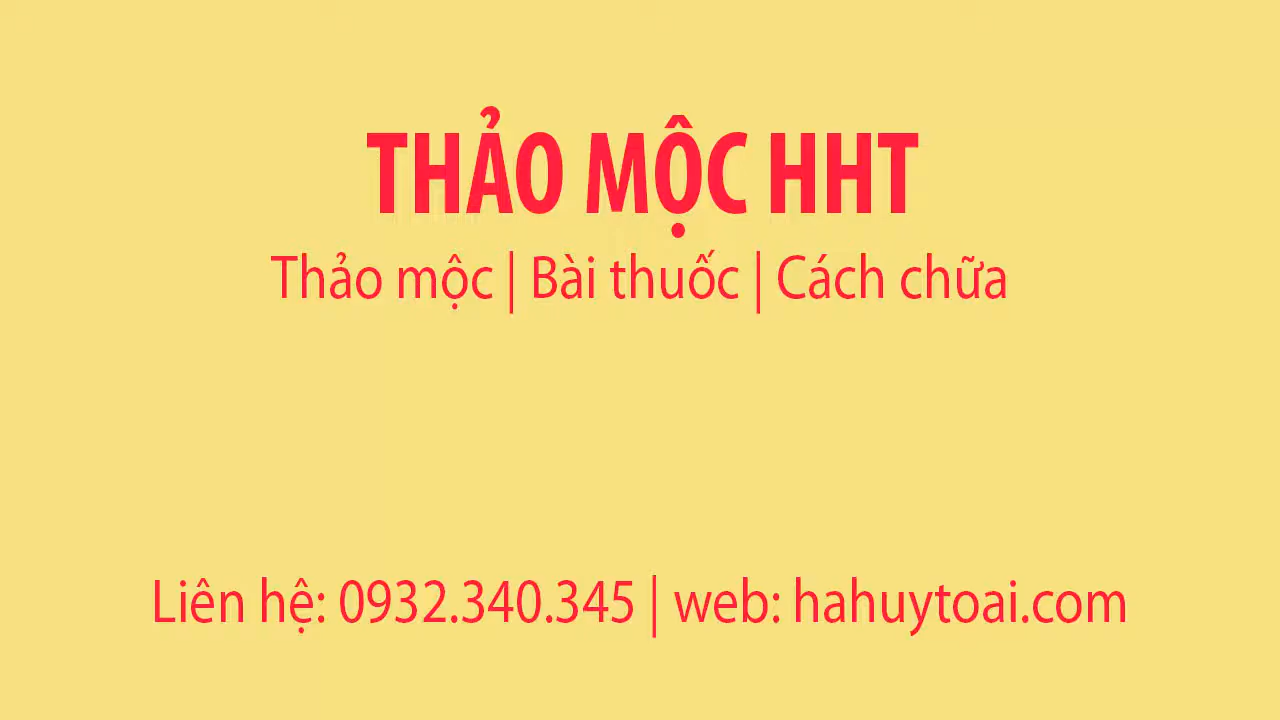 THẢO MỘC HHT
Thảo mộc | Bài thuốc | Cách chữa
Liên hệ: 0932.340.345 | web: hahuytoai.com